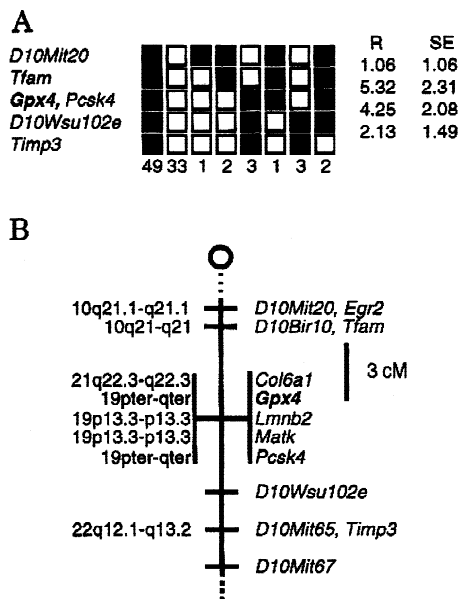 A
R SE
D10Mit20
1.06 1.06
Tfam
5.32 2.31
Gpx4, Pcsk4
4.25 2.08
D10Wsu102e
2.13 1.49
Timp3
49 33 1 2 3 1 3 2
B
10q21.1-q21.1 D10Mit20, Egr2
10q21-q21 D10Bir10, Tfam
3 cM
21q22.3-q22.3 Col6a1
19pter-qter Gpx4
19p13.3-p13.3 Lmnb2
19p13.3-p13.3 Matk
19pter-qter Pcsk4
D10Wsu102e
22q12.1-q13.2 D10Mit65, Timp3
D10Mit67